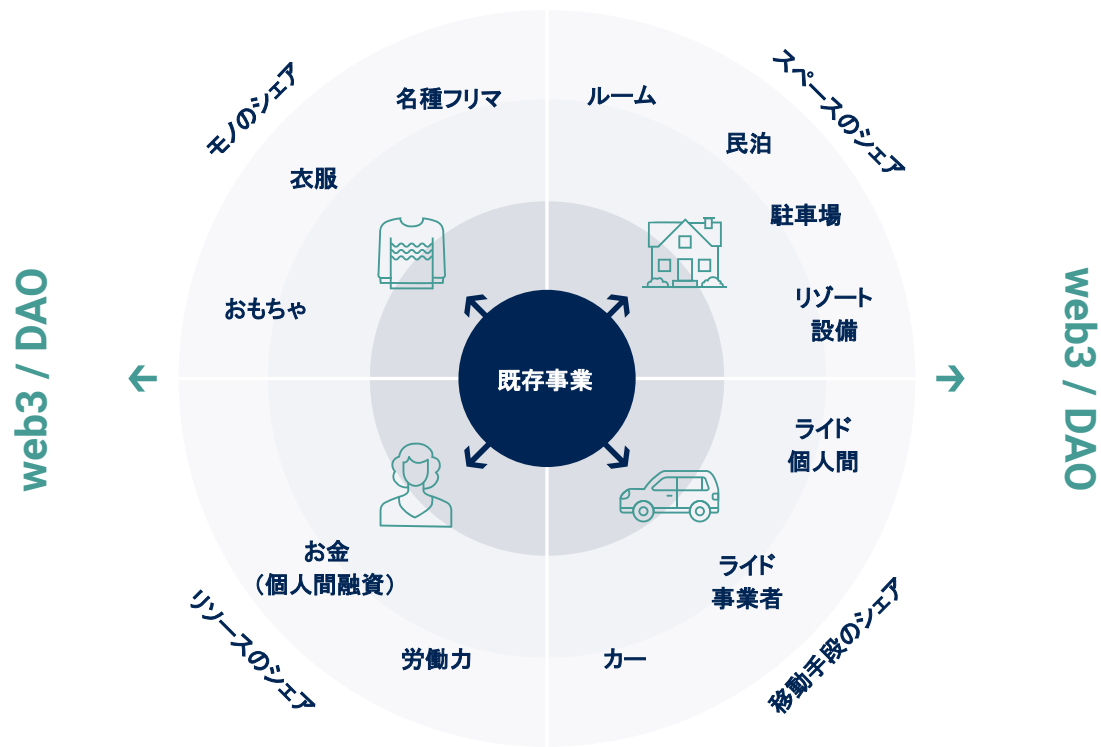 モノのシェア
名種フリマ
衣服
おもちゃ
スペースのシェア
ルーム
民泊
駐車場
リゾート
設備
web3 / DAO
既存事業
web3 / DAO
お金
（個人間融資）
労働力
リソースのシェア
ライド
個人間
ライド
事業者
カー
移動手段のシェア